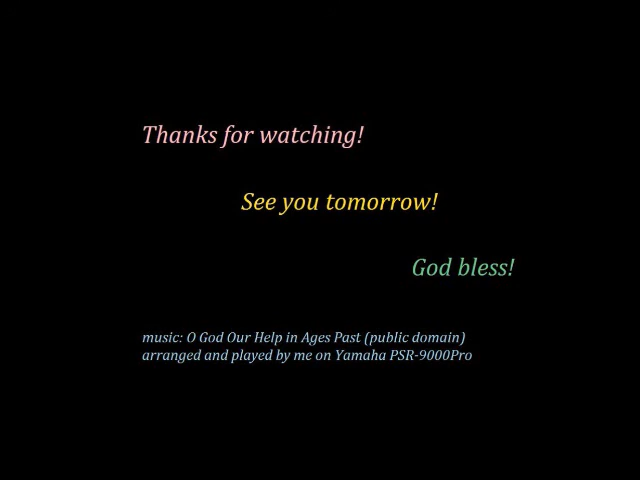 Thanks for watching!
See you tomorrow!
God bless!
music: O God Our Help in Ages Past (public domain)
arranged and played by me on Yamaha PSR-9000Pro